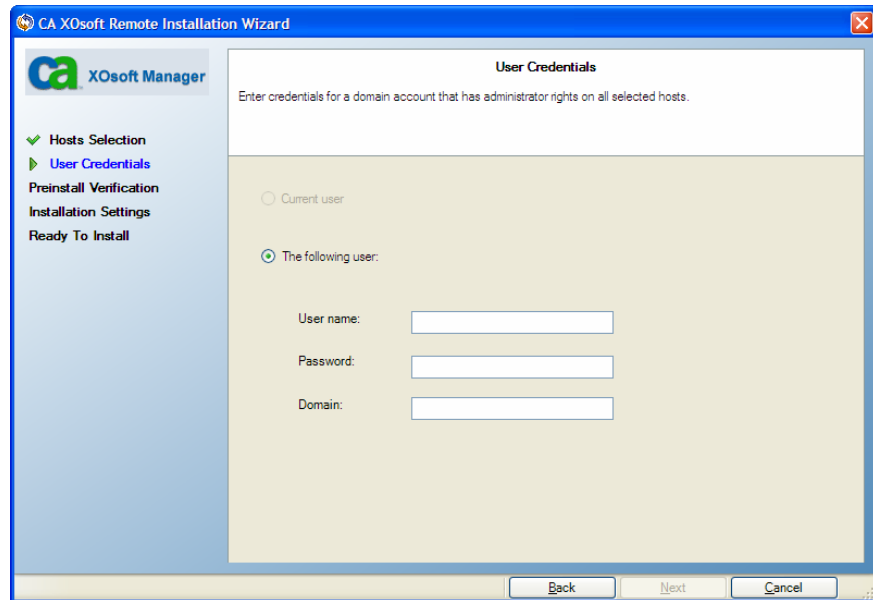 CA XOsoft Remote Installation Wizard
ca XOsoft Manager
Hosts Selection
User Credentials
Preinstall Verification
Installation Settings
Ready To Install
User Credentials
Enter credentials for a domain account that has administrator rights on all selected hosts.
Current user
The following user:
User name:
Password:
Domain:
Back
Next
Cancel